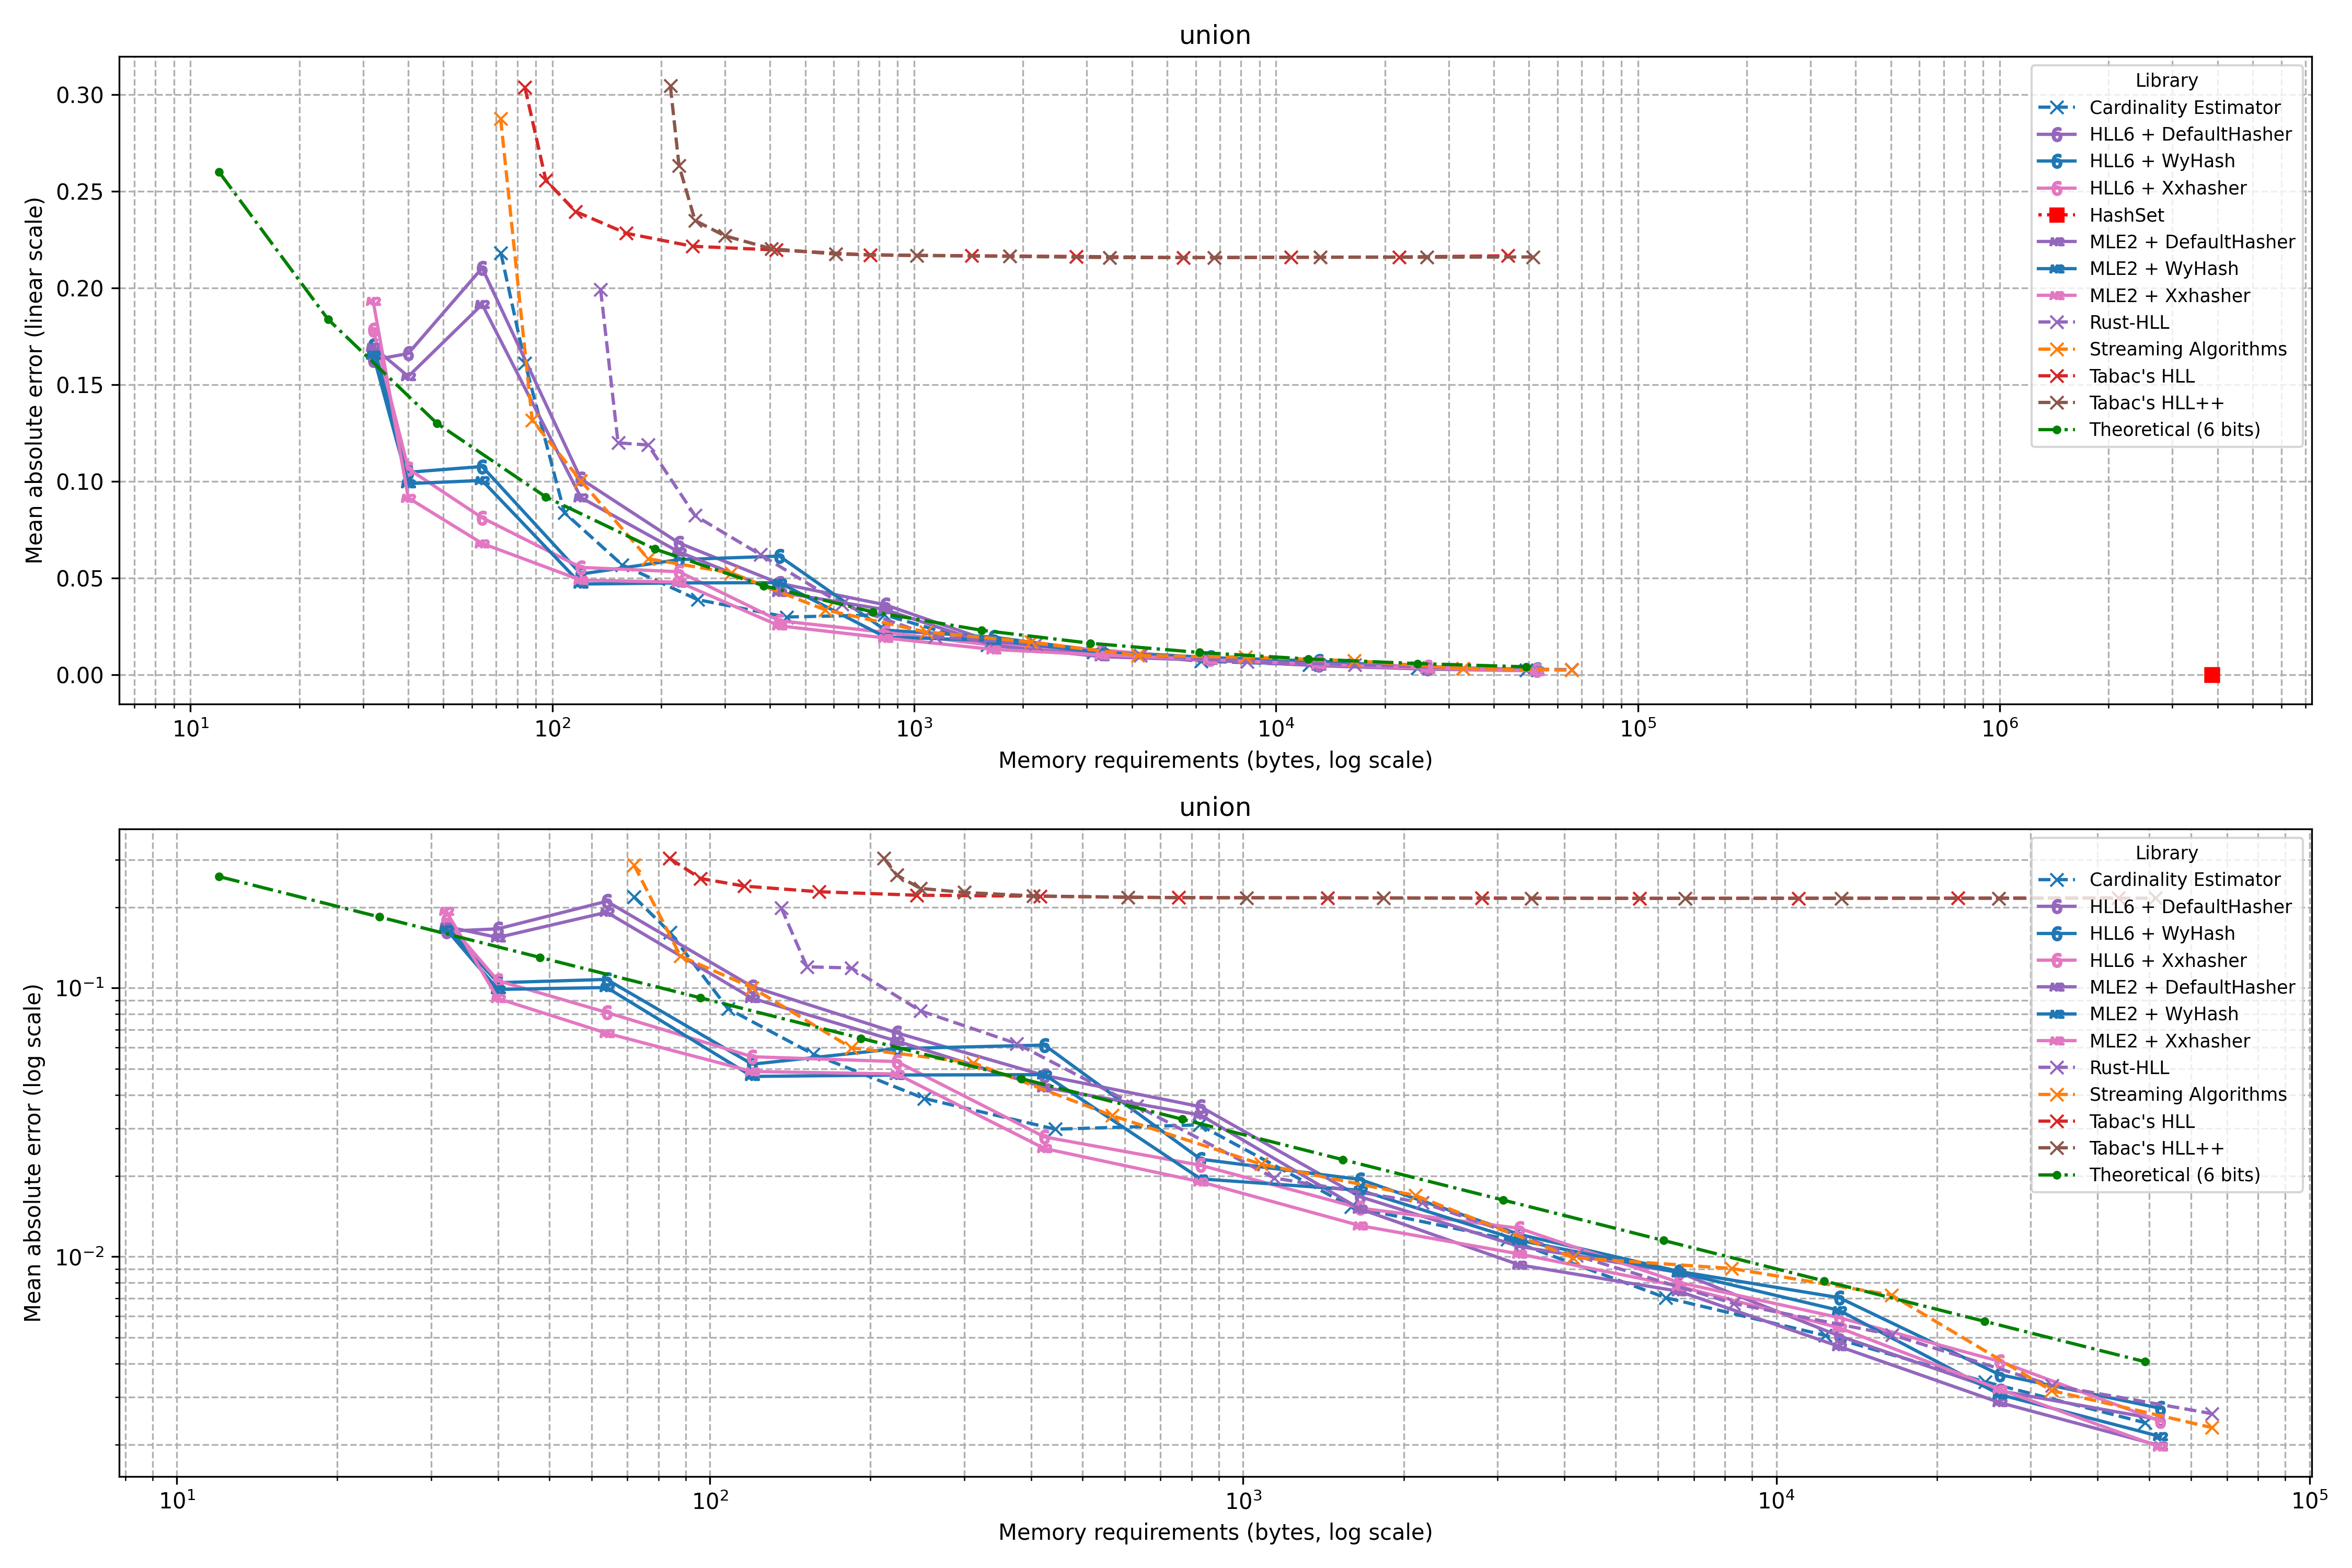 union
Mean absolute error (linear scale)
0.30
0.25
0.20
0.15
0.10
0.05
0.00
Library
Cardinality Estimator
HLL6 + DefaultHasher
HLL6 + WyHash
HLL6 + Xxhasher
HashSet
MLE2 + DefaultHasher
MLE2 + WyHash
MLE2 + Xxhasher
Rust-HLL
Streaming Algorithms
Tabac's HLL
Tabac's HLL++
Theoretical (6 bits)
10¹ 10² 10³ 10⁴ 10⁵ 10⁶
Memory requirements (bytes, log scale)
union
Mean absolute error (log scale)
10⁻¹
10⁻²
Library
Cardinality Estimator
HLL6 + DefaultHasher
HLL6 + WyHash
HLL6 + Xxhasher
MLE2 + DefaultHasher
MLE2 + WyHash
MLE2 + Xxhasher
Rust-HLL
Streaming Algorithms
Tabac's HLL
Tabac's HLL++
Theoretical (6 bits)
10¹ 10² 10³ 10⁴ 10⁵
Memory requirements (bytes, log scale)